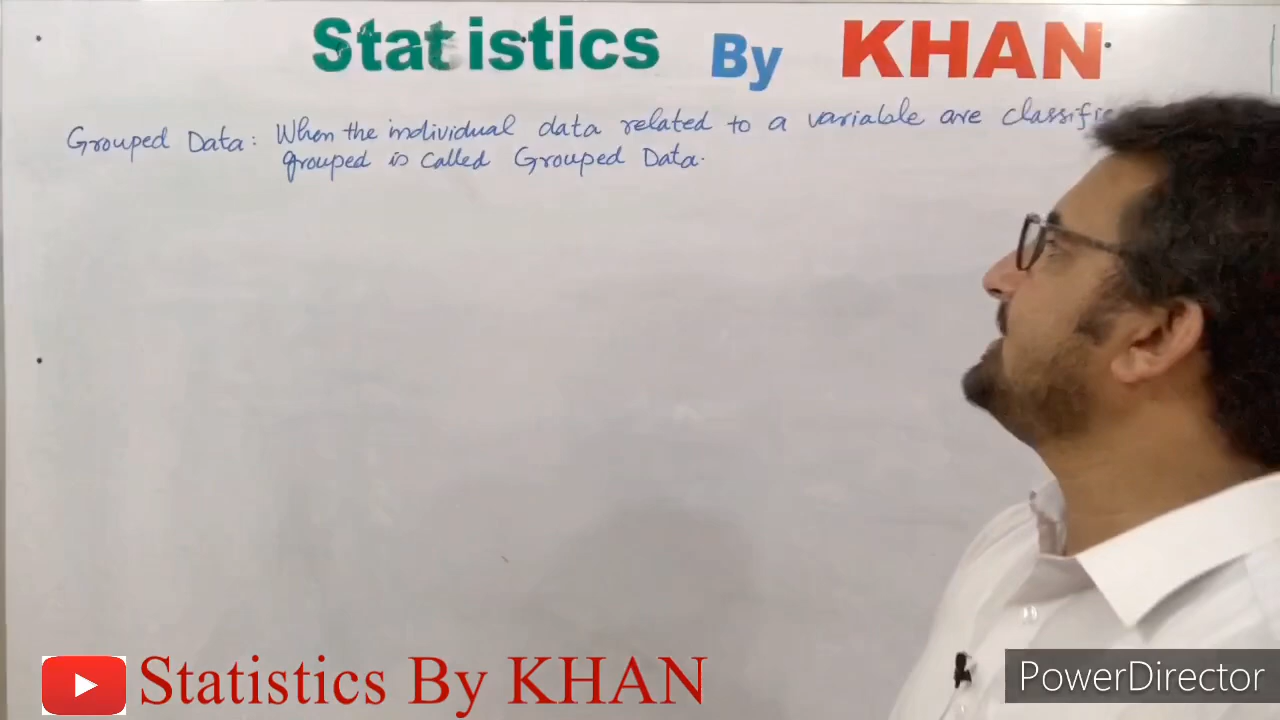 Statistics By KHAN
Grouped Data: When the individual data related to a variable are
grouped is called Grouped Data.
Statistics By KHAN
PowerDirector